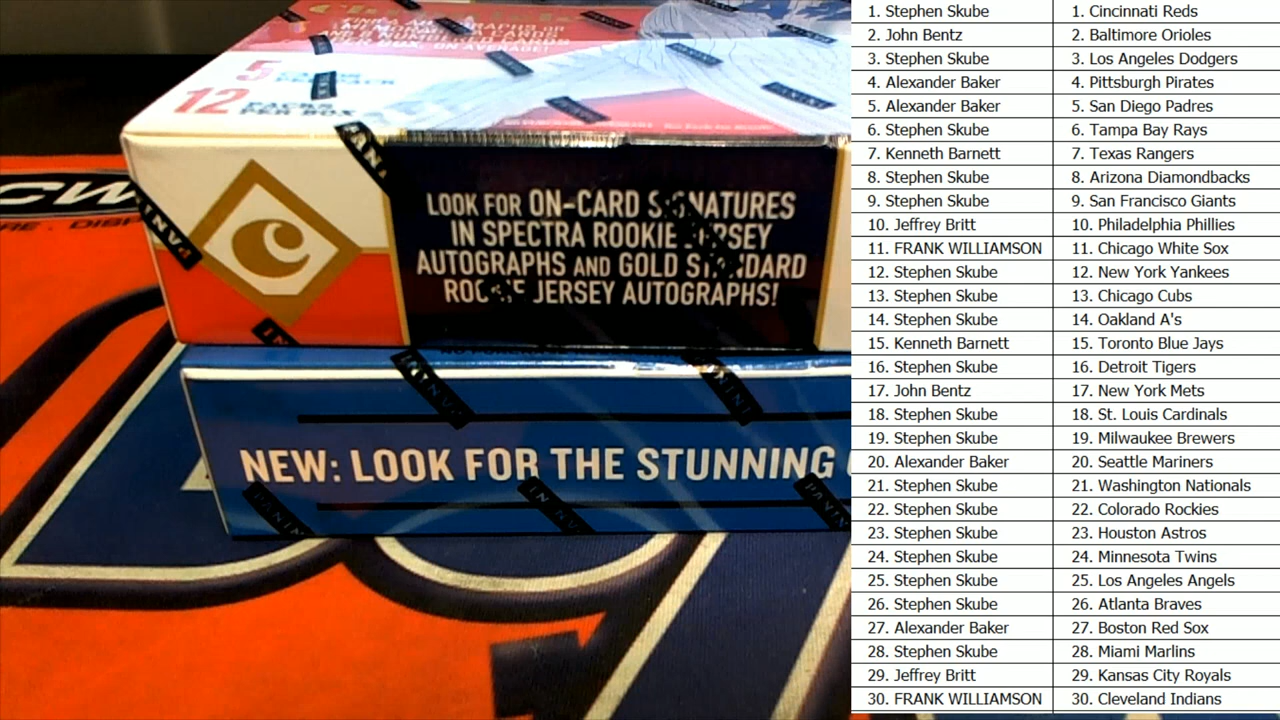 5
12 PACKS
PER BOX
PANINI
C
LOOK FOR ON-CARD SIGNATURES
IN SPECTRA ROOKIE JERSEY
AUTOGRAPHS AND GOLD STANDARD
ROOKIE JERSEY AUTOGRAPHS!
NEW: LOOK FOR THE STUNNING
1. Stephen Skube 1. Cincinnati Reds
2. John Bentz 2. Baltimore Orioles
3. Stephen Skube 3. Los Angeles Dodgers
4. Alexander Baker 4. Pittsburgh Pirates
5. Alexander Baker 5. San Diego Padres
6. Stephen Skube 6. Tampa Bay Rays
7. Kenneth Barnett 7. Texas Rangers
8. Stephen Skube 8. Arizona Diamondbacks
9. Stephen Skube 9. San Francisco Giants
10. Jeffrey Britt 10. Philadelphia Phillies
11. FRANK WILLIAMSON 11. Chicago White Sox
12. Stephen Skube 12. New York Yankees
13. Stephen Skube 13. Chicago Cubs
14. Stephen Skube 14. Oakland A's
15. Kenneth Barnett 15. Toronto Blue Jays
16. Stephen Skube 16. Detroit Tigers
17. John Bentz 17. New York Mets
18. Stephen Skube 18. St. Louis Cardinals
19. Stephen Skube 19. Milwaukee Brewers
20. Alexander Baker 20. Seattle Mariners
21. Stephen Skube 21. Washington Nationals
22. Stephen Skube 22. Colorado Rockies
23. Stephen Skube 23. Houston Astros
24. Stephen Skube 24. Minnesota Twins
25. Stephen Skube 25. Los Angeles Angels
26. Stephen Skube 26. Atlanta Braves
27. Alexander Baker 27. Boston Red Sox
28. Stephen Skube 28. Miami Marlins
29. Jeffrey Britt 29. Kansas City Royals
30. FRANK WILLIAMSON 30. Cleveland Indians